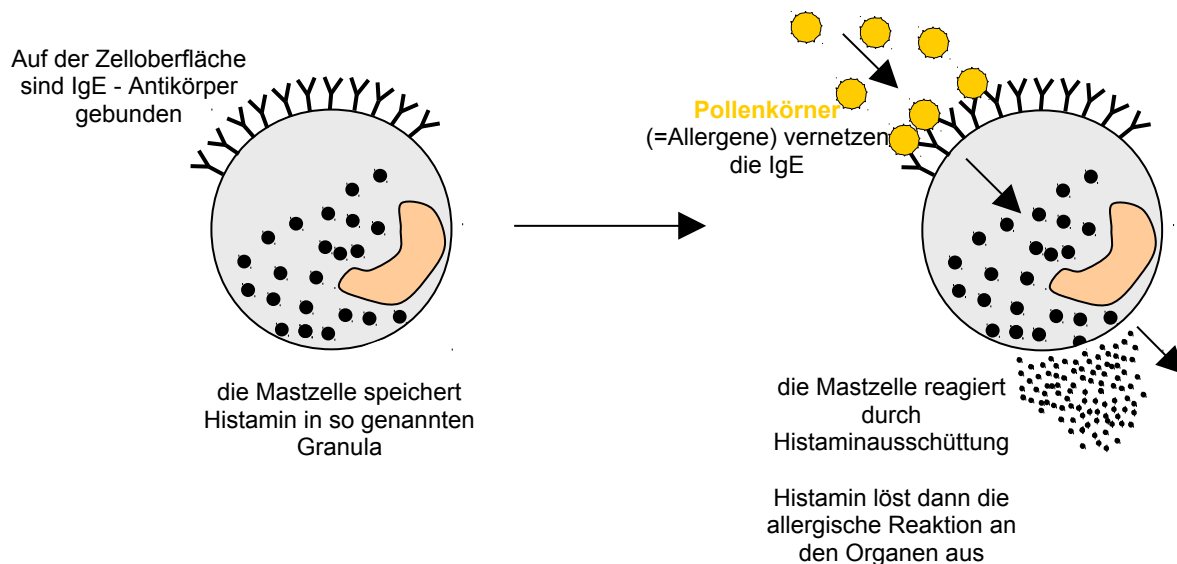 Auf der Zelloberfläche
sind IgE - Antikörper
gebunden
die Mastzelle speichert
Histamin in so genannten
Granula
Pollenkörner
(=Allergene) vernetzen
die IgE
die Mastzelle reagiert
durch
Histaminausschüttung
Histamin löst dann die
allergische Reaktion an
den Organen aus